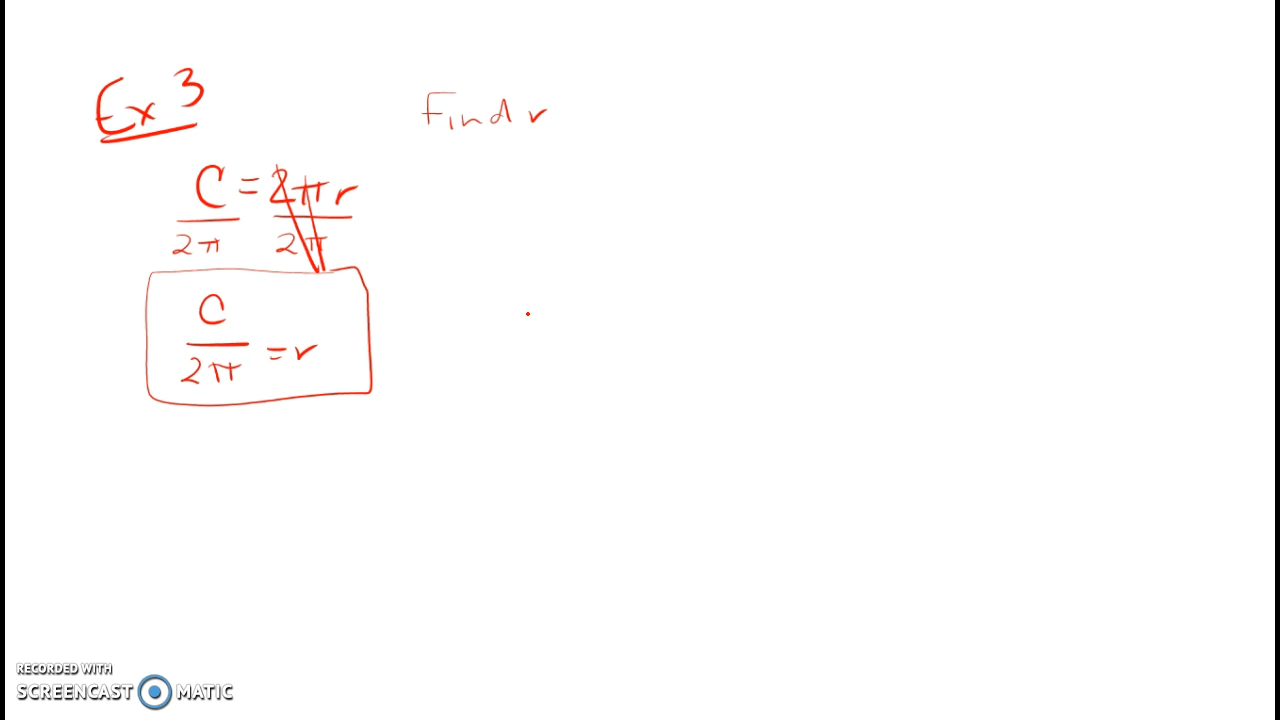 Ex 3
Find r
C = 2πr
2π 2π
C
2π = r
RECORDED WITH
SCREENCAST MATIC